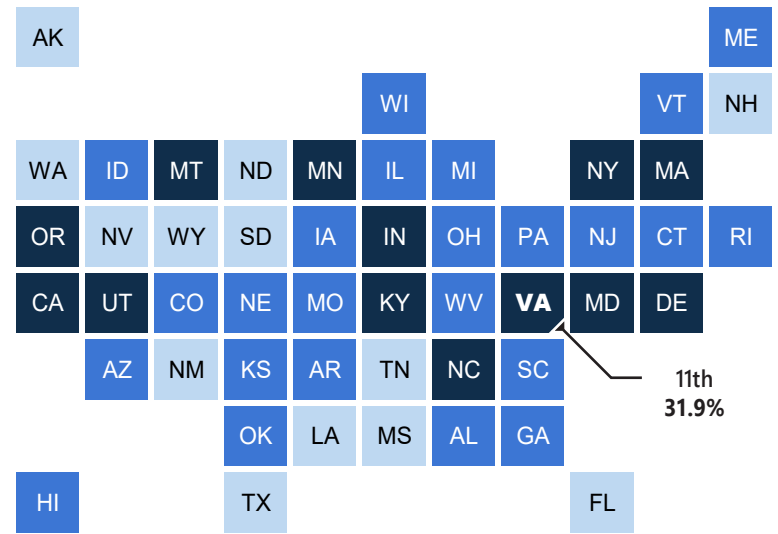 AK ME
WI VT NH
WA ID MT ND MN IL MI NY MA
OR NV WY SD IA IN OH PA NJ CT RI
CA UT CO NE MO KY WV VA MD DE
AZ NM KS AR TN NC SC
11th
31.9%
OK LA MS AL GA
HI TX FL